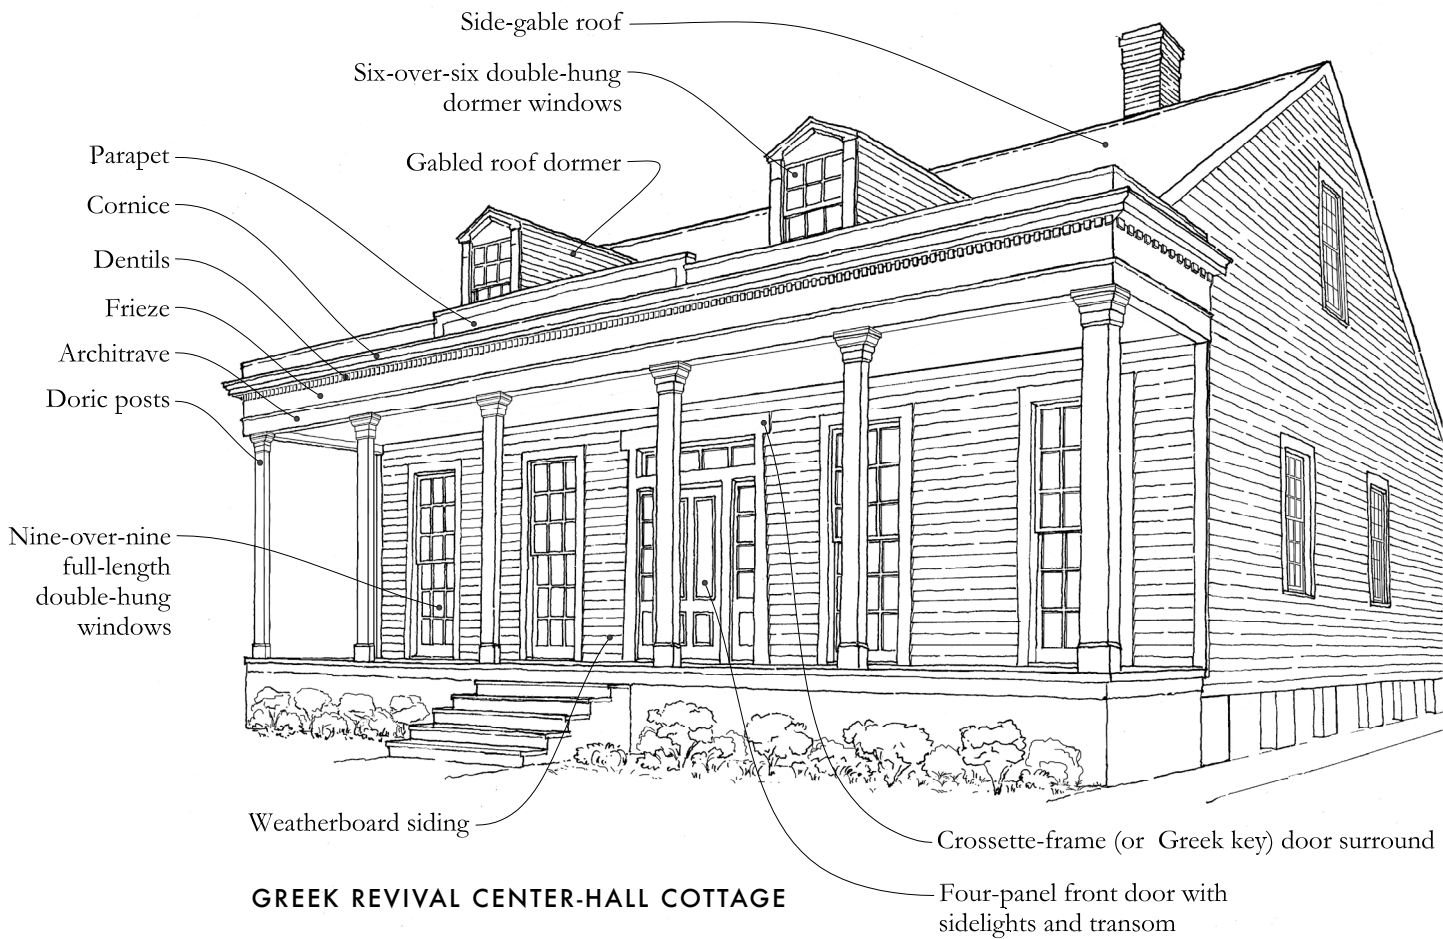 Side-gable roof
Six-over-six double-hung
dormer windows
Parapet
Gabled roof dormer
Cornice
Dentils
Frieze
Architrave
Doric posts
Nine-over-nine
full-length
double-hung
windows
Weatherboard siding
Crossette-frame (or Greek key) door surround
Four-panel front door with
sidelights and transom
GREEK REVIVAL CENTER-HALL COTTAGE